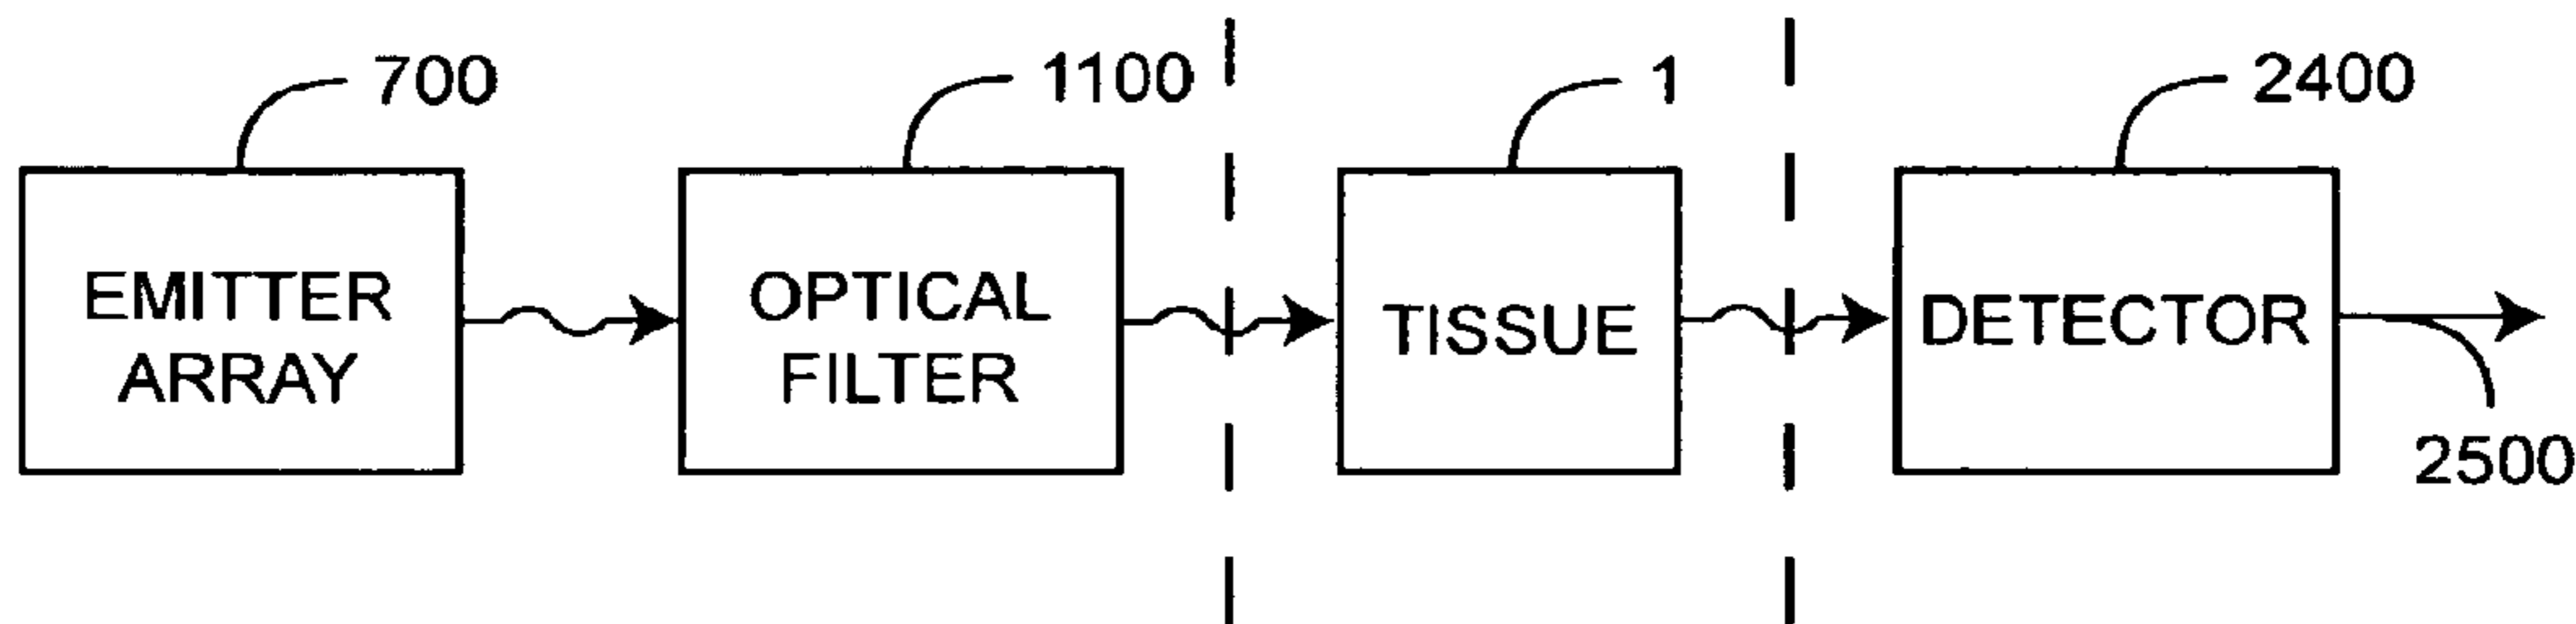 700
1100
1
2400
EMITTER
ARRAY
OPTICAL
FILTER
TISSUE
DETECTOR
2500